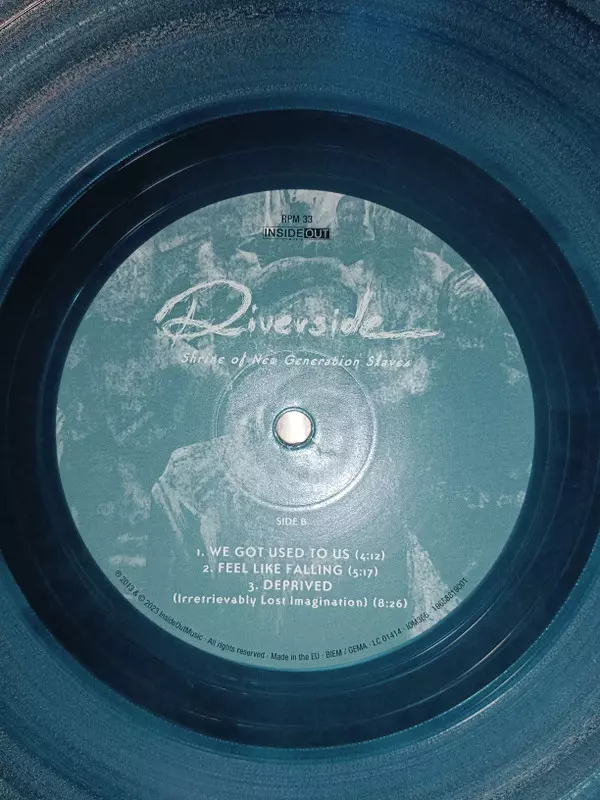 RPM 33
INSIDEOUT
Riverside
Shrine of New Generation Slaves
SIDE B
1. WE GOT USED TO US (4:12)
2. FEEL LIKE FALLING (5:17)
3. DEPRIVED
(Irretrievably Lost Imagination) (8:26)
℗ 2013 & © 2023 InsideOutMusic · All rights reserved · Made in the EU · BIEM / GEMA · LC 01414 · IOM366 ·